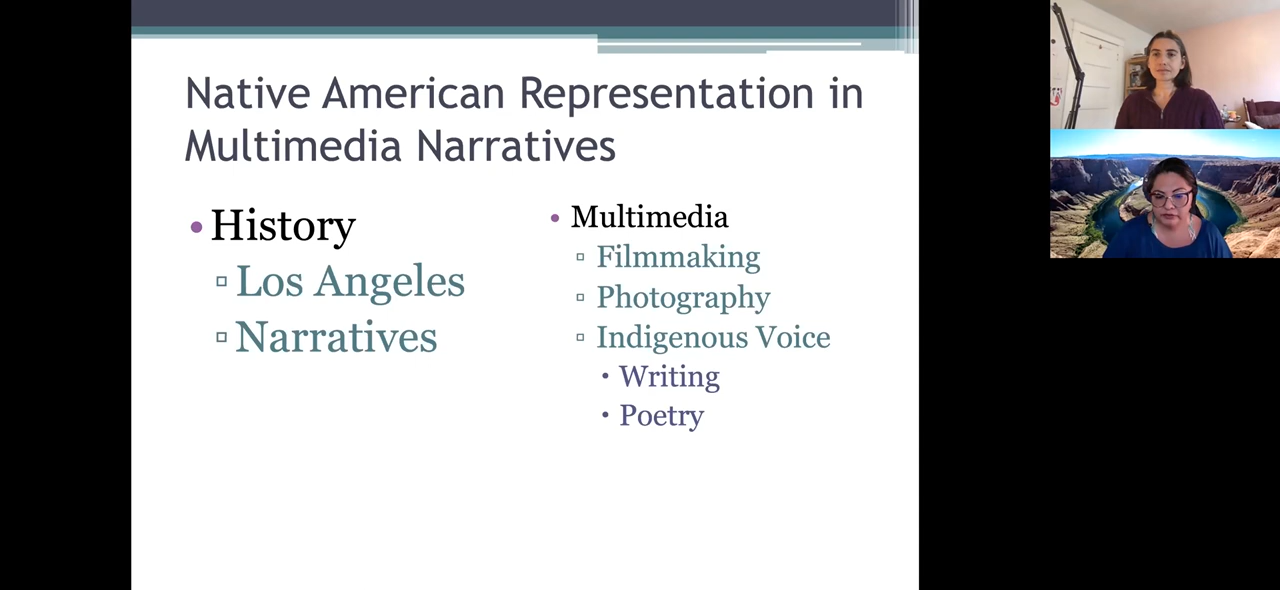 Native American Representation in
Multimedia Narratives
• History
▫ Los Angeles
▫ Narratives
• Multimedia
▫ Filmmaking
▫ Photography
▫ Indigenous Voice
• Writing
• Poetry